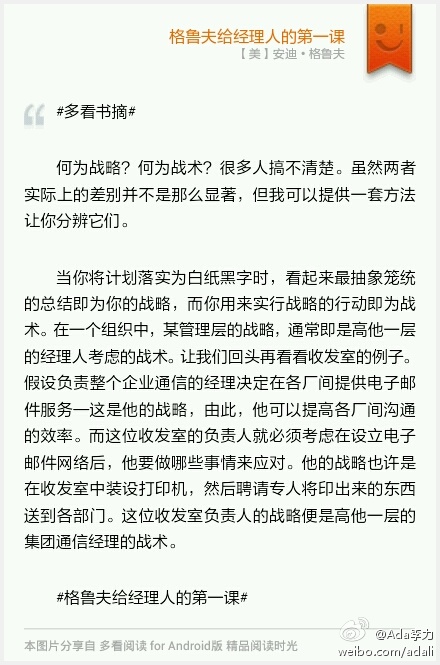 格鲁夫给经理人的第一课
【美】安迪·格鲁夫
“
#多看书摘#
何为战略？何为战术？很多人搞不清楚。虽然两者
实际上的差别并不是那么显著，但我可以提供一套方法
让你分辨它们。
当你将计划落实为白纸黑字时，看起来最抽象笼统
的总结即为你的战略，而你用来实行战略的行动即为战
术。在一个组织中，某管理层的战略，通常即是高他一层
的经理人考虑的战术。让我们回头再看看收发室的例子。
假设负责整个企业通信的经理决定在各厂间提供电子邮
件服务—这是他的战略，由此，他可以提高各厂间沟通
的效率。而这位收发室的负责人就必须考虑在设立电子
邮件网络后，他要做哪些事情来应对。他的战略也许是
在收发室中装设打印机，然后聘请专人将印出来的东西
送到各部门。这位收发室负责人的战略便是高他一层的
集团通信经理的战术。
#格鲁夫给经理人的第一课#
@Ada李力
weibo.com/adali
本图片分享自 多看阅读 for Android版 精品阅读时光